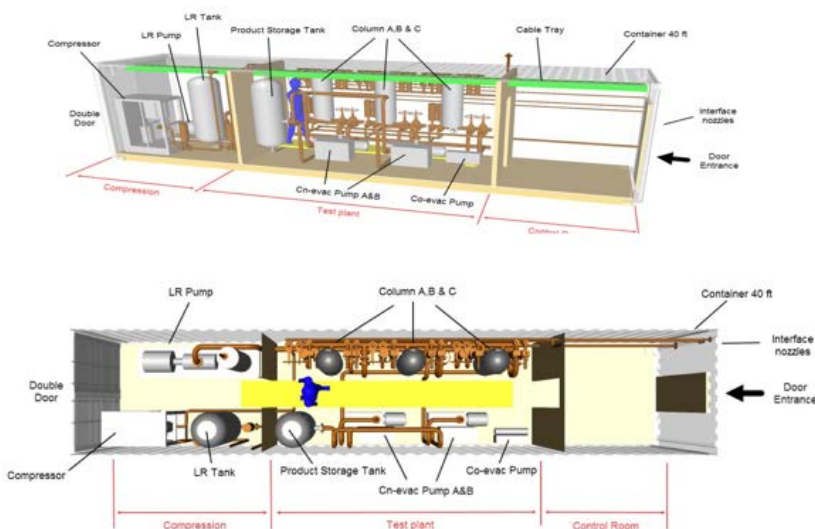 LR Tank
LR Pump
Compressor
Product Storage Tank
Column A,B & C
Cable Tray
Container 40 ft
Double
Door
Interface
nozzles
Door
Entrance
Cn-evac Pump A&B
Co-evac Pump
Compression
Test plant
LR Pump
Column A,B & C
Container 40 ft
Interface
nozzles
Double
Door
Door
Entrance
Compressor
LR Tank
Product Storage Tank
Cn-evac Pump A&B
Co-evac Pump
Compression
Test plant
Control Room